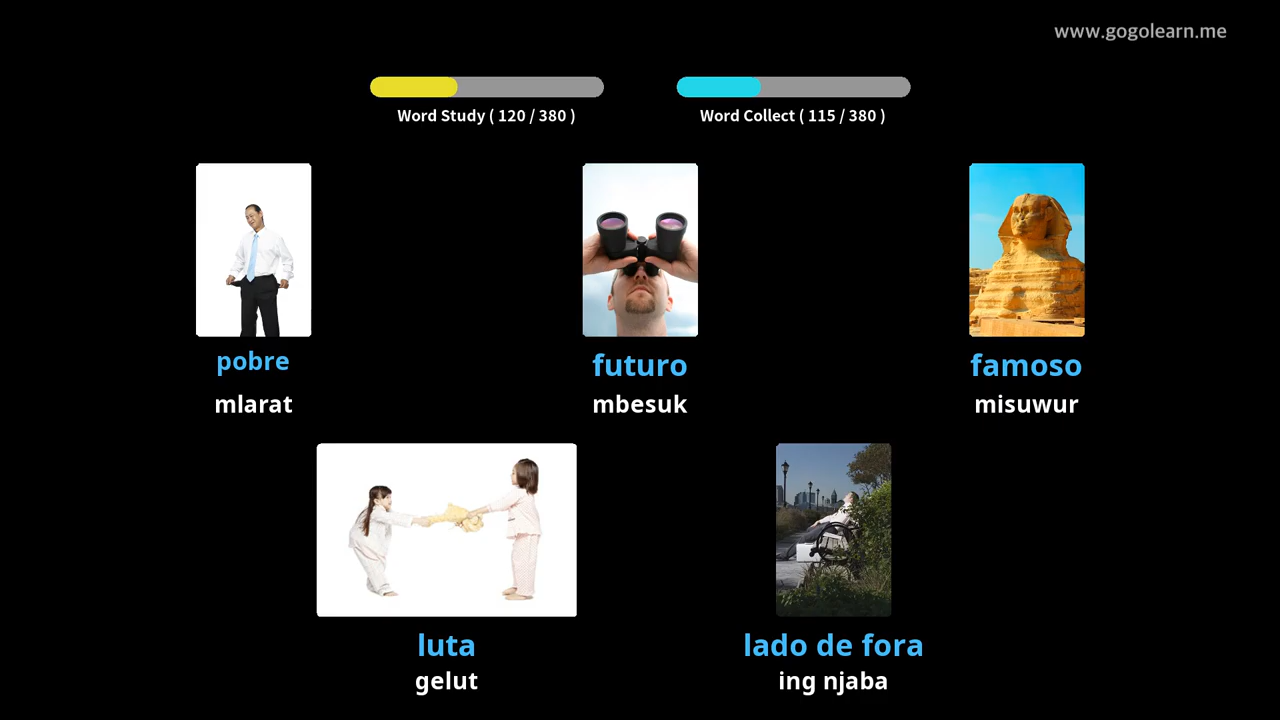 www.gogolearn.me
Word Study ( 120 / 380 )
Word Collect ( 115 / 380 )
pobre
mlarat
futuro
mbesuk
famoso
misuwur
luta
gelut
lado de fora
ing njaba